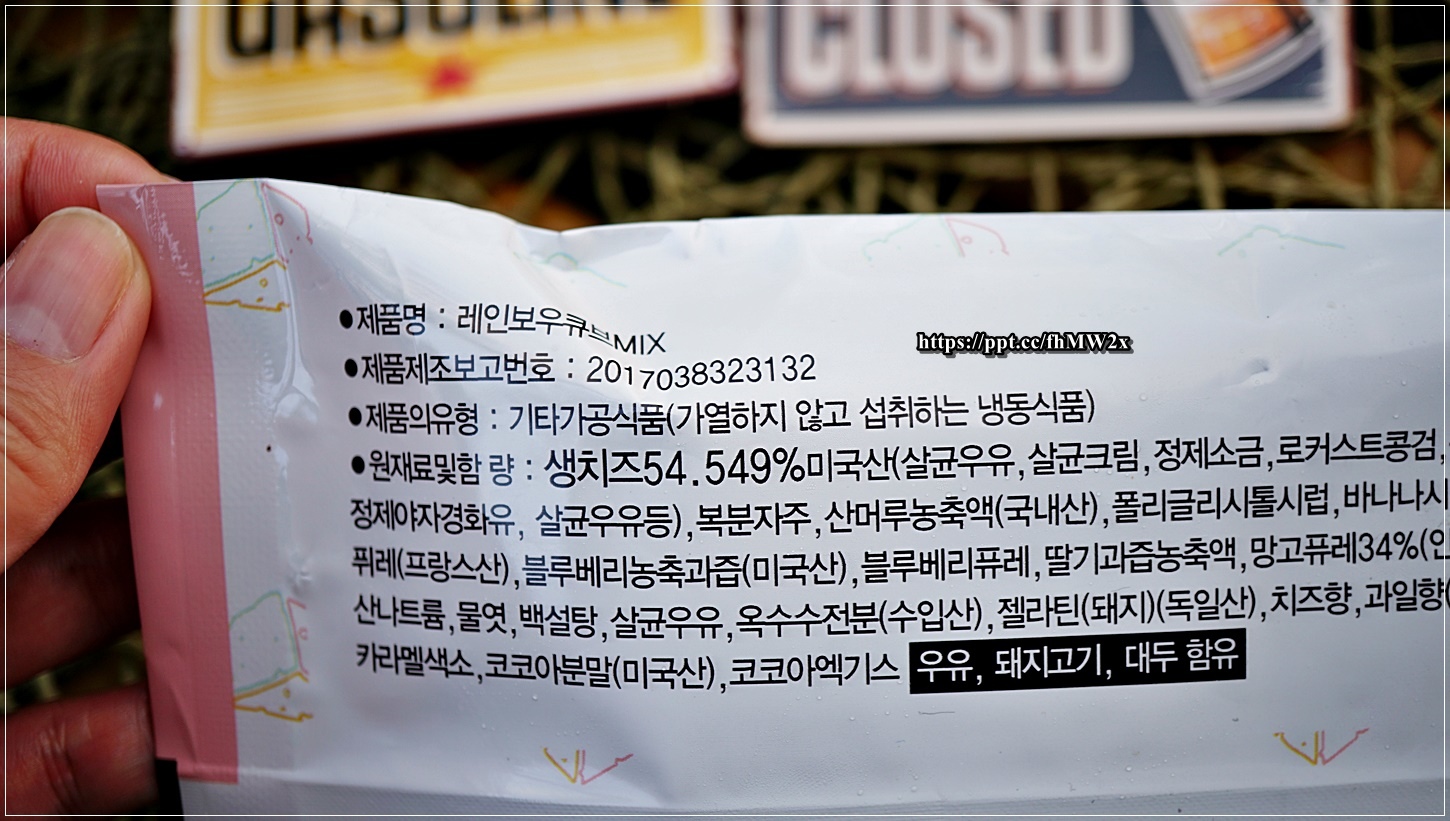 GASOLINE
CLOSED
●제품명 : 레인보우큐브MIX
https://ppt.cc/fhMW2x
●제품제조보고번호 : 2017038323132
●제품의유형 : 기타가공식품(가열하지 않고 섭취하는 냉동식품)
●원재료및함 량 : 생치즈54.549%미국산(살균우유,살균크림,정제소금,로커스트콩검,
정제야자경화유, 살균우유등),복분자주,산머루농축액(국내산),폴리글리시톨시럽,바나나시
퓌레(프랑스산),블루베리농축과즙(미국산),블루베리퓨레,딸기과즙농축액,망고퓨레34%(인
산나트륨,물엿,백설탕,살균우유,옥수수전분(수입산),젤라틴(돼지)(독일산),치즈향,과일향(
카라멜색소,코코아분말(미국산),코코아엑기스 우유, 돼지고기, 대두 함유